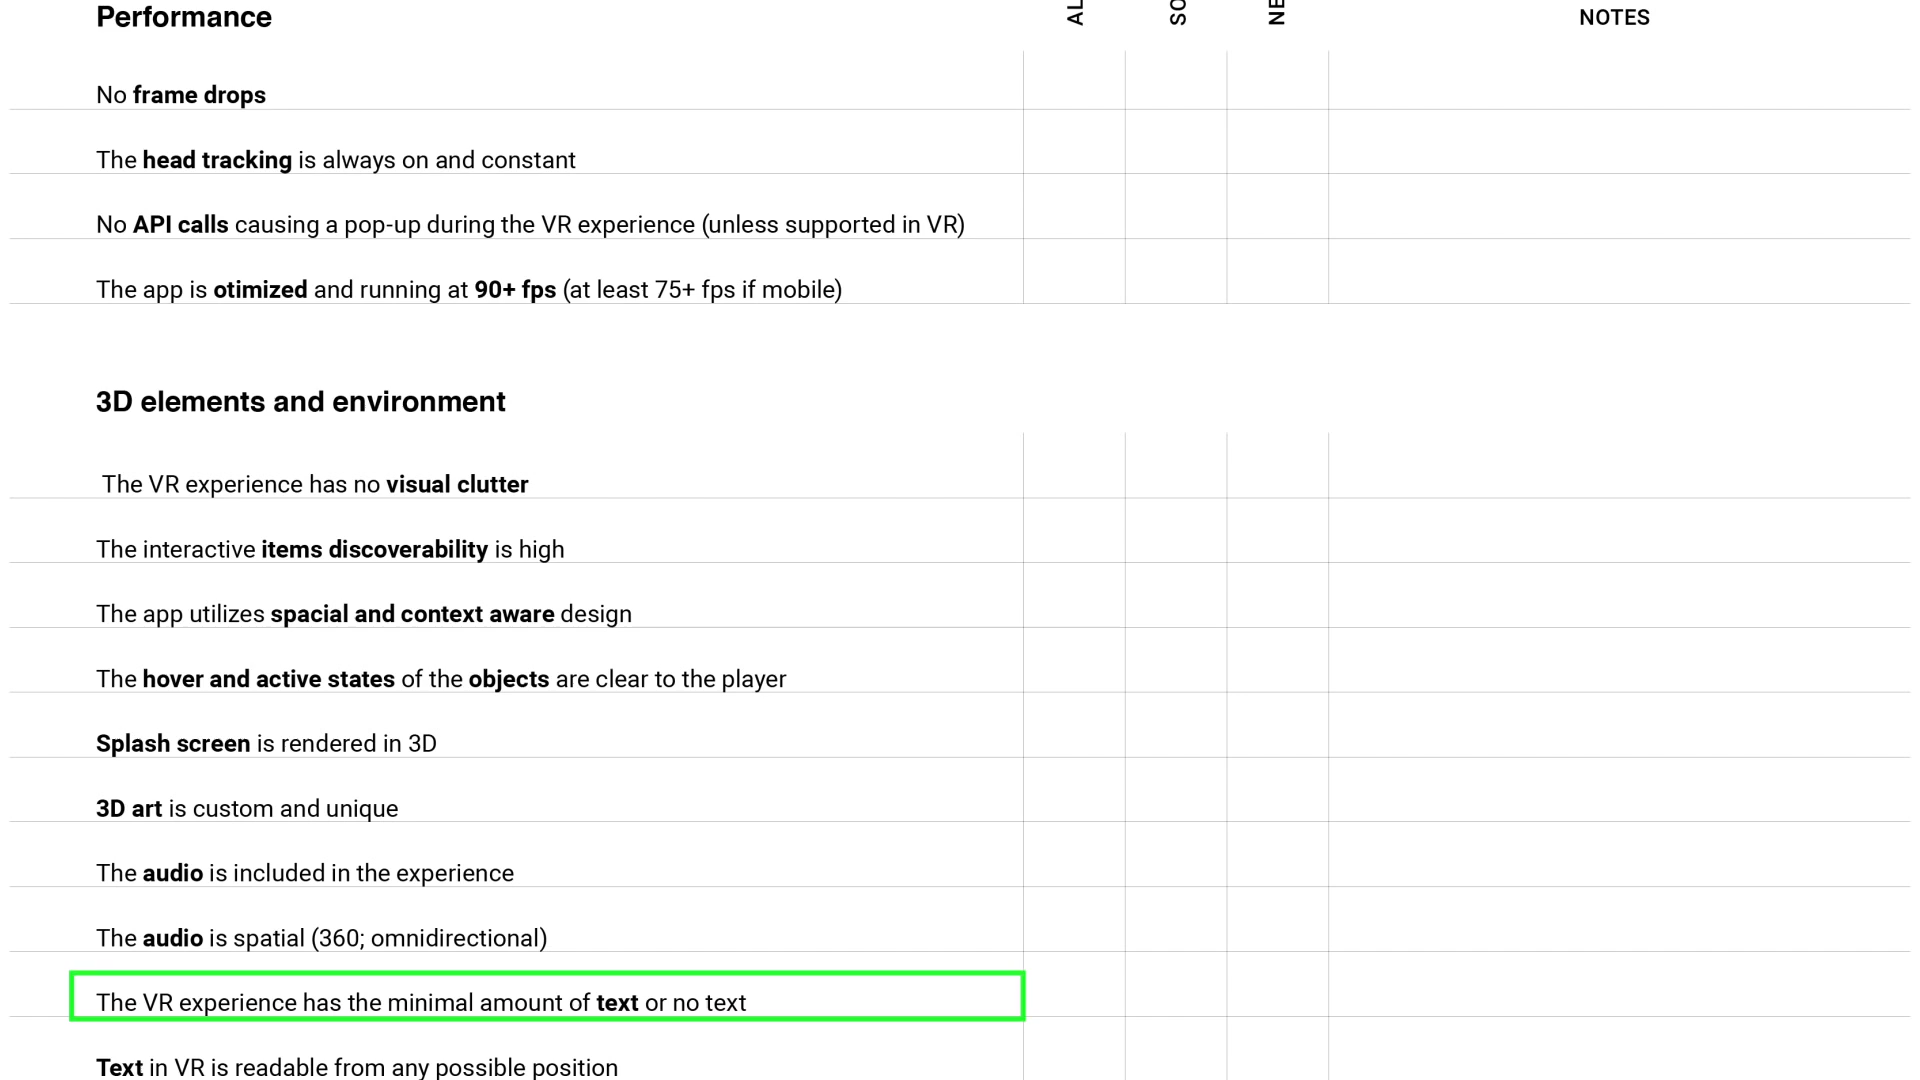 Performance
NOTES
No frame drops
The head tracking is always on and constant
No API calls causing a pop-up during the VR experience (unless supported in VR)
The app is otimized and running at 90+ fps (at least 75+ fps if mobile)
3D elements and environment
The VR experience has no visual clutter
The interactive items discoverability is high
The app utilizes spacial and context aware design
The hover and active states of the objects are clear to the player
Splash screen is rendered in 3D
3D art is custom and unique
The audio is included in the experience
The audio is spatial (360; omnidirectional)
The VR experience has the minimal amount of text or no text
Text in VR is readable from any possible position